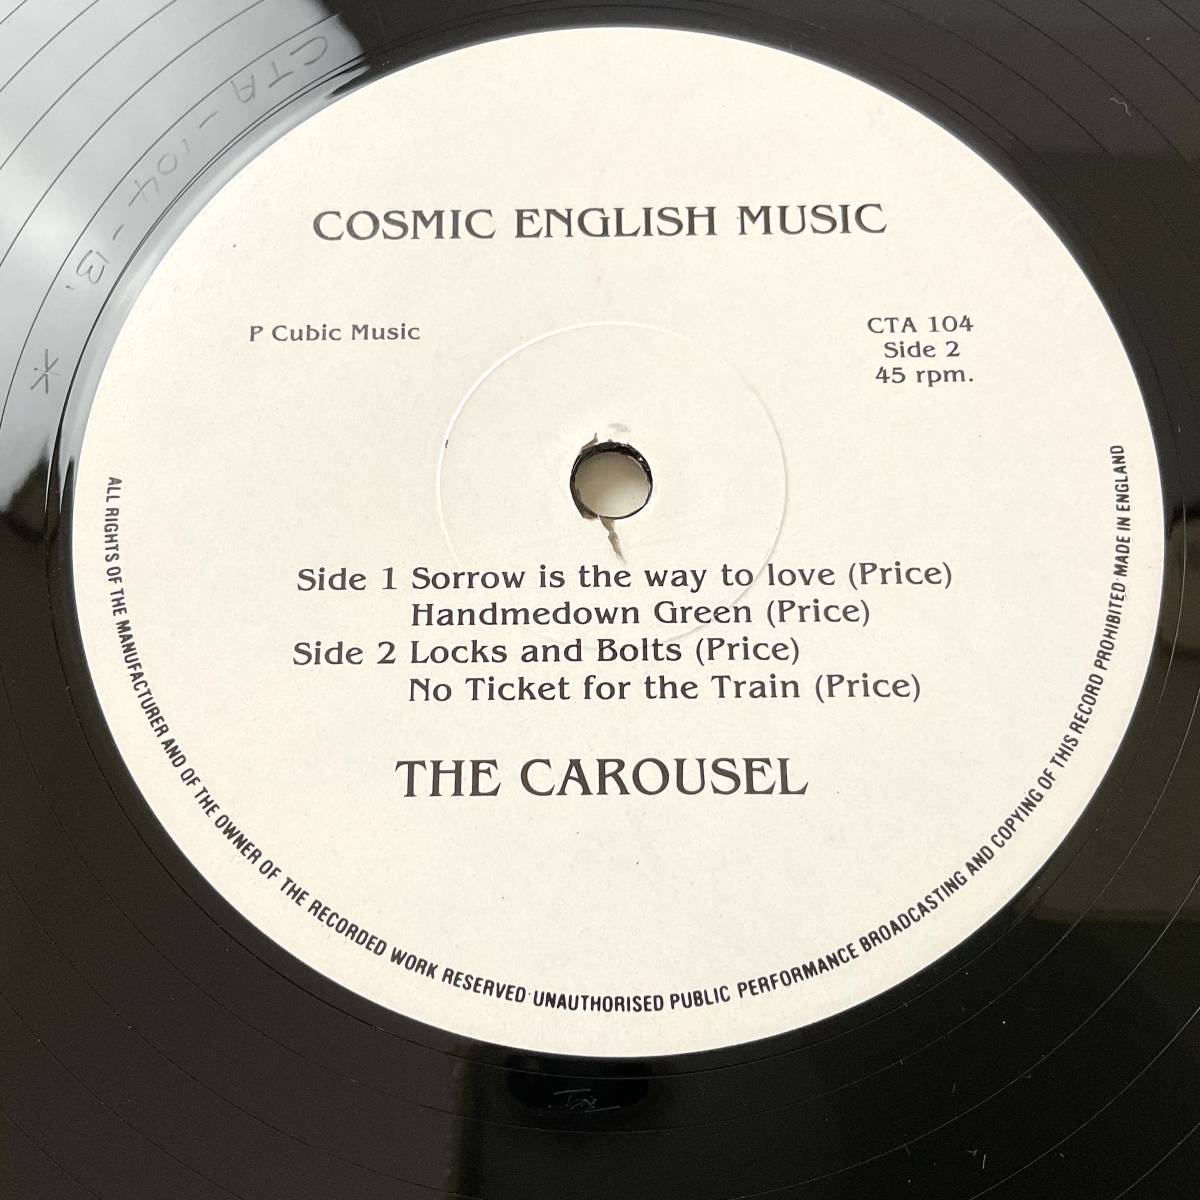 CTA-104-B.
COSMIC ENGLISH MUSIC
P Cubic Music
CTA 104
Side 2
45 rpm.
Side 1 Sorrow is the way to love (Price)
Handmedown Green (Price)
Side 2 Locks and Bolts (Price)
No Ticket for the Train (Price)
THE CAROUSEL
ALL RIGHTS OF THE MANUFACTURER AND OF THE OWNER OF THE RECORDED WORK RESERVED·UNAUTHORISED PUBLIC PERFORMANCE BROADCASTING AND COPYING OF THIS RECORD PROHIBITED·MADE IN ENGLAND